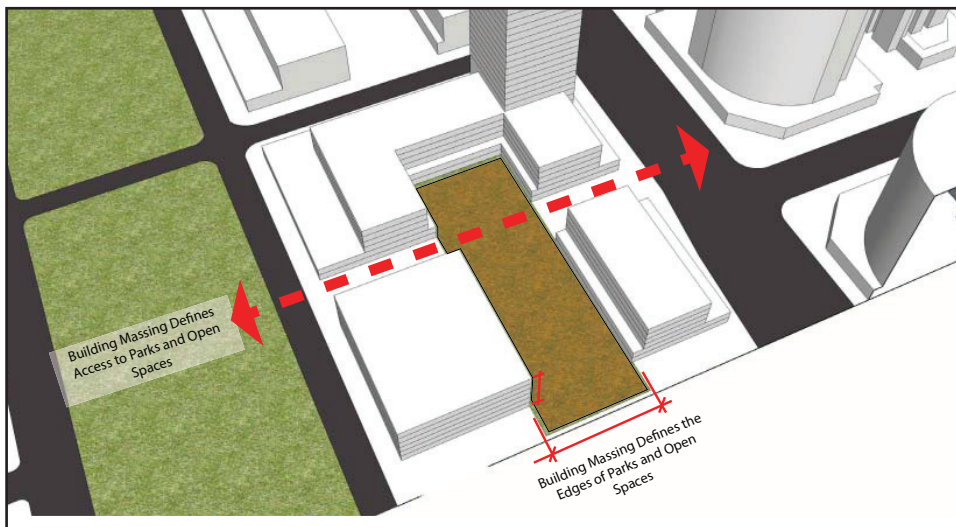 Building Massing Defines
Access to Parks and Open
Spaces
Building Massing Defines the
Edges of Parks and Open
Spaces